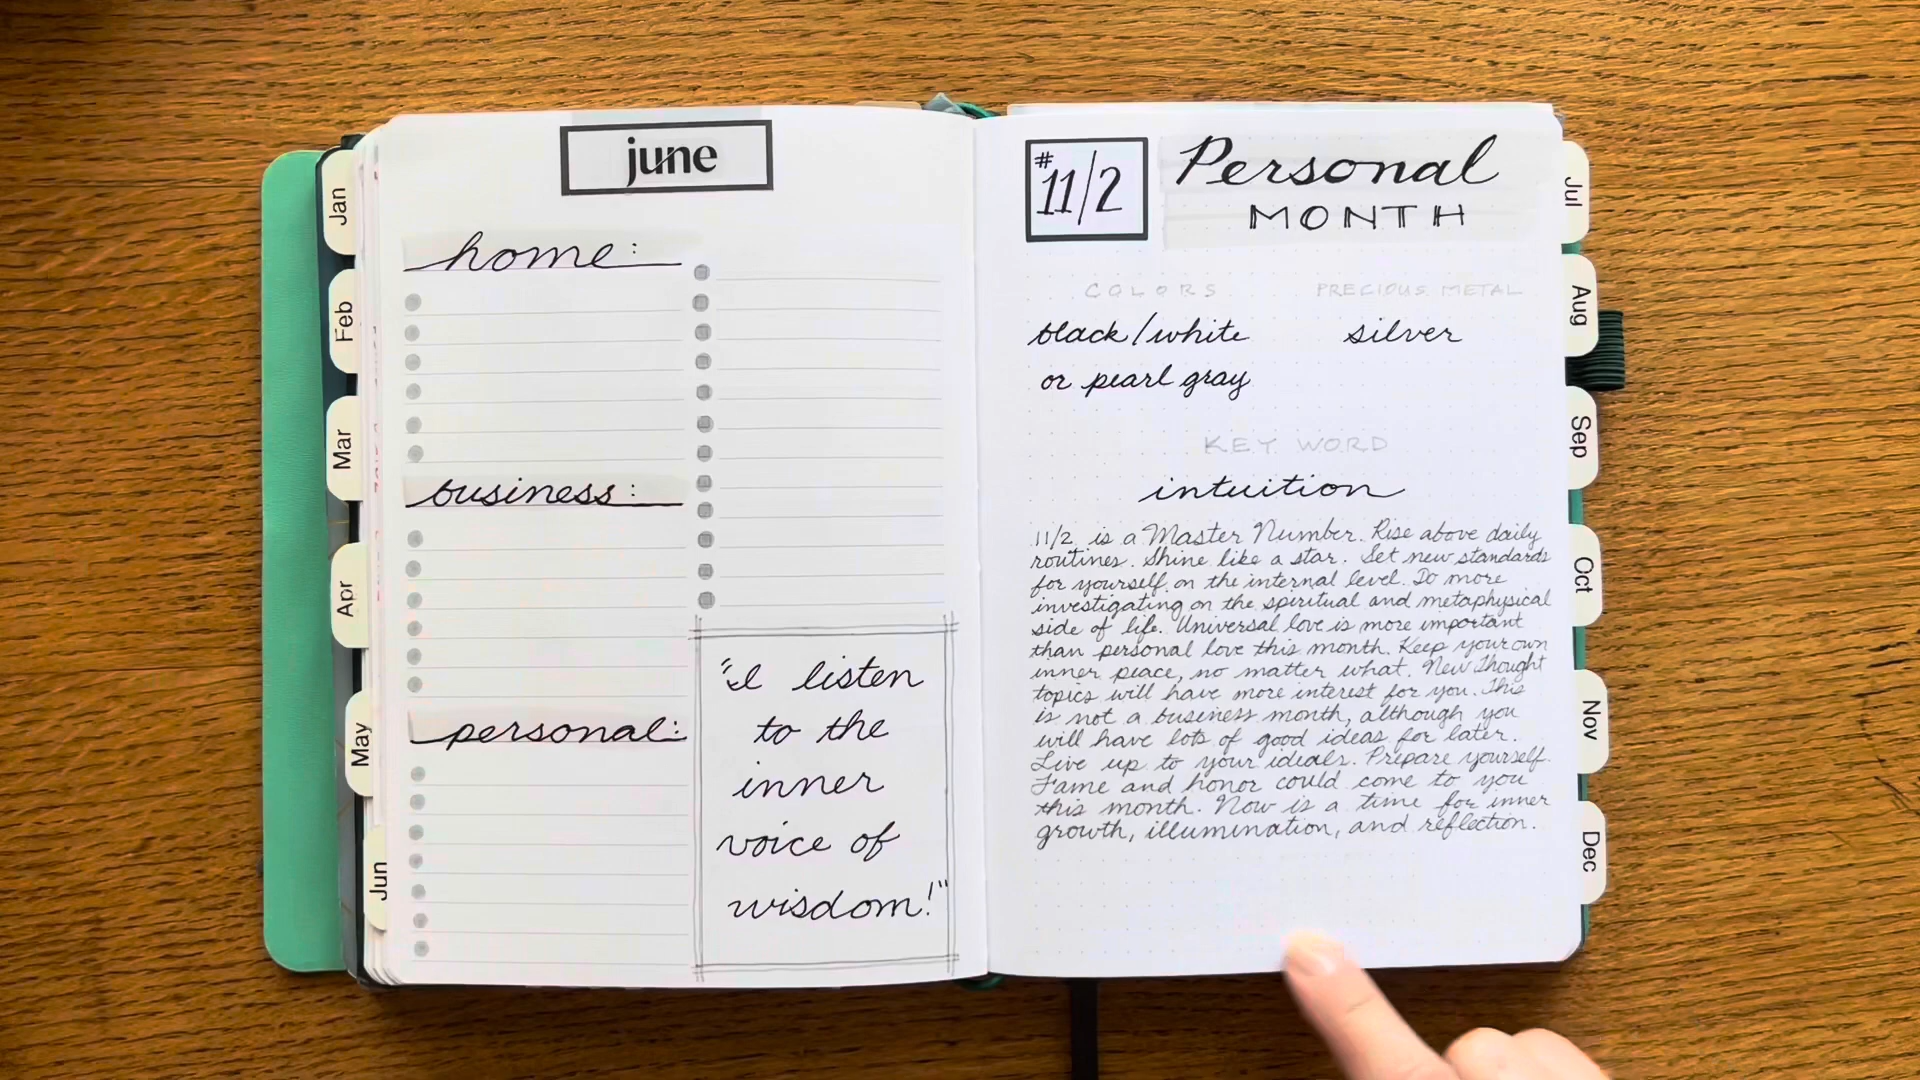 june
home:
business:
personal:
"I listen
to the
inner
voice of
wisdom!"
Jan
Feb
Mar
Apr
May
Jun
#11/2
Personal
MONTH
COLORS
black/white
or pearl gray
PRECIOUS METAL
silver
KEY WORD
intuition
11/2 is a Master Number. Rise above daily
routines. Shine like a star. Set new standards
for yourself on the internal level. Do more
investigating on the spiritual and metaphysical
side of life. Universal love is more important
than personal love this month. Keep your own
inner peace, no matter what. New Thought
topics will have more interest for you. This
is not a business month, although you
will have lots of good ideas for later.
Live up to your ideals. Prepare yourself.
Fame and honor could come to you
this month. Now is a time for inner
growth, illumination, and reflection.
Jul
Aug
Sep
Oct
Nov
Dec